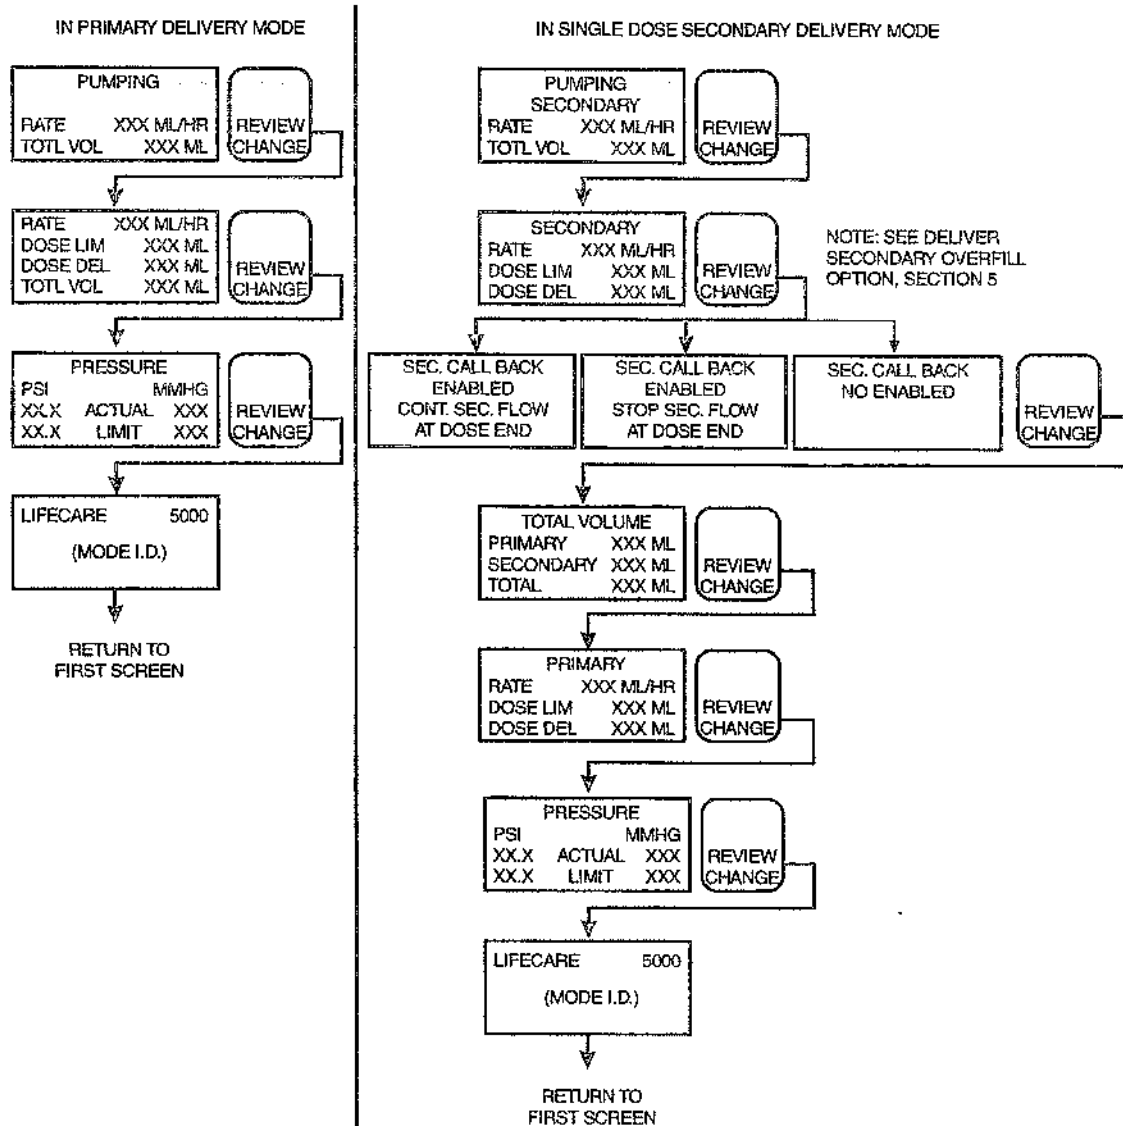 IN PRIMARY DELIVERY MODE
PUMPING
RATE XXX ML/HR
TOTL VOL XXX ML
REVIEW
CHANGE
RATE XXX ML/HR
DOSE LIM XXX ML
DOSE DEL XXX ML
TOTL VOL XXX ML
REVIEW
CHANGE
PRESSURE
PSI MMHG
XX.X ACTUAL XXX
XX.X LIMIT XXX
REVIEW
CHANGE
LIFECARE 5000
(MODE I.D.)
RETURN TO
FIRST SCREEN
IN SINGLE DOSE SECONDARY DELIVERY MODE
PUMPING
SECONDARY
RATE XXX ML/HR
TOTL VOL XXX ML
REVIEW
CHANGE
SECONDARY
RATE XXX ML/HR
DOSE LIM XXX ML
DOSE DEL XXX ML
REVIEW
CHANGE
NOTE: SEE DELIVER
SECONDARY OVERFILL
OPTION, SECTION 5
SEC. CALL BACK
ENABLED
CONT. SEC. FLOW
AT DOSE END
SEC. CALL BACK
ENABLED
STOP SEC. FLOW
AT DOSE END
SEC. CALL BACK
NO ENABLED
REVIEW
CHANGE
TOTAL VOLUME
PRIMARY XXX ML
SECONDARY XXX ML
TOTAL XXX ML
REVIEW
CHANGE
PRIMARY
RATE XXX ML/HR
DOSE LIM XXX ML
DOSE DEL XXX ML
REVIEW
CHANGE
PRESSURE
PSI MMHG
XX.X ACTUAL XXX
XX.X LIMIT XXX
REVIEW
CHANGE
LIFECARE 5000
(MODE I.D.)
RETURN TO
FIRST SCREEN